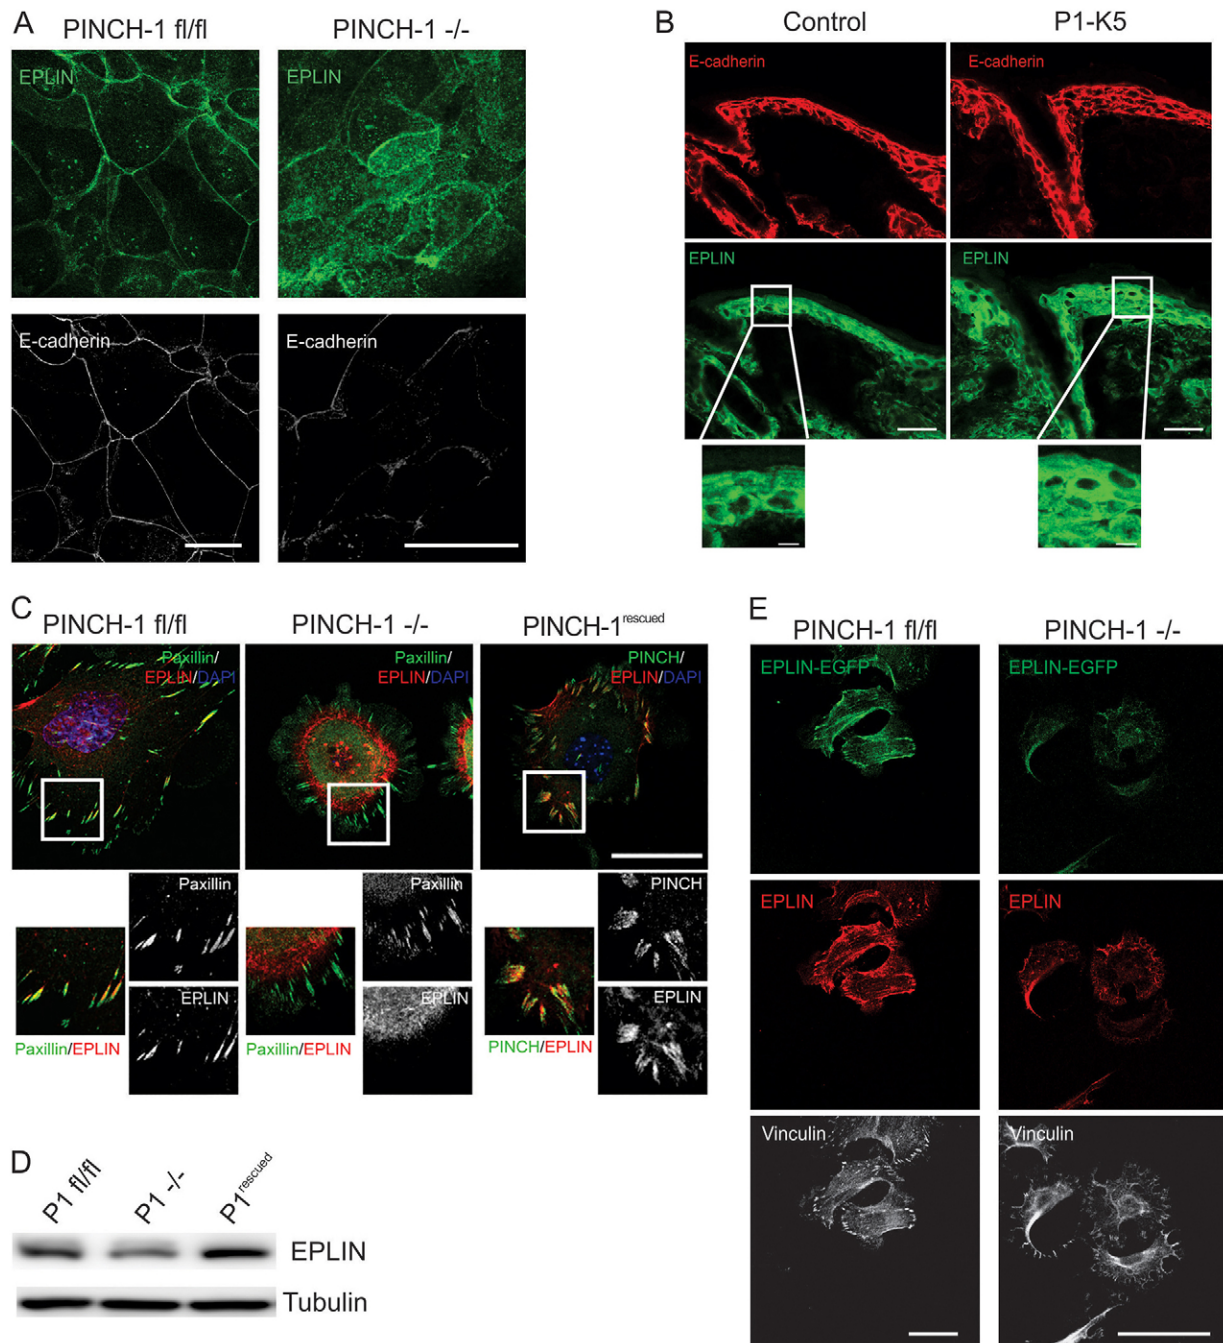 A
PINCH-1 fl/fl
PINCH-1 -/-
EPLIN
EPLIN
E-cadherin
E-cadherin
B
Control
P1-K5
E-cadherin
E-cadherin
EPLIN
EPLIN
C
PINCH-1 fl/fl
PINCH-1 -/-
PINCH-1rescued
Paxillin/
EPLIN/DAPI
Paxillin/
EPLIN/DAPI
PINCH/
EPLIN/DAPI
Paxillin
EPLIN
Paxillin/EPLIN
Paxillin
EPLIN
Paxillin/EPLIN
PINCH
EPLIN
PINCH/EPLIN
D
P1 fl/fl
P1 -/-
P1rescued
EPLIN
Tubulin
E
PINCH-1 fl/fl
PINCH-1 -/-
EPLIN-EGFP
EPLIN-EGFP
EPLIN
EPLIN
Vinculin
Vinculin